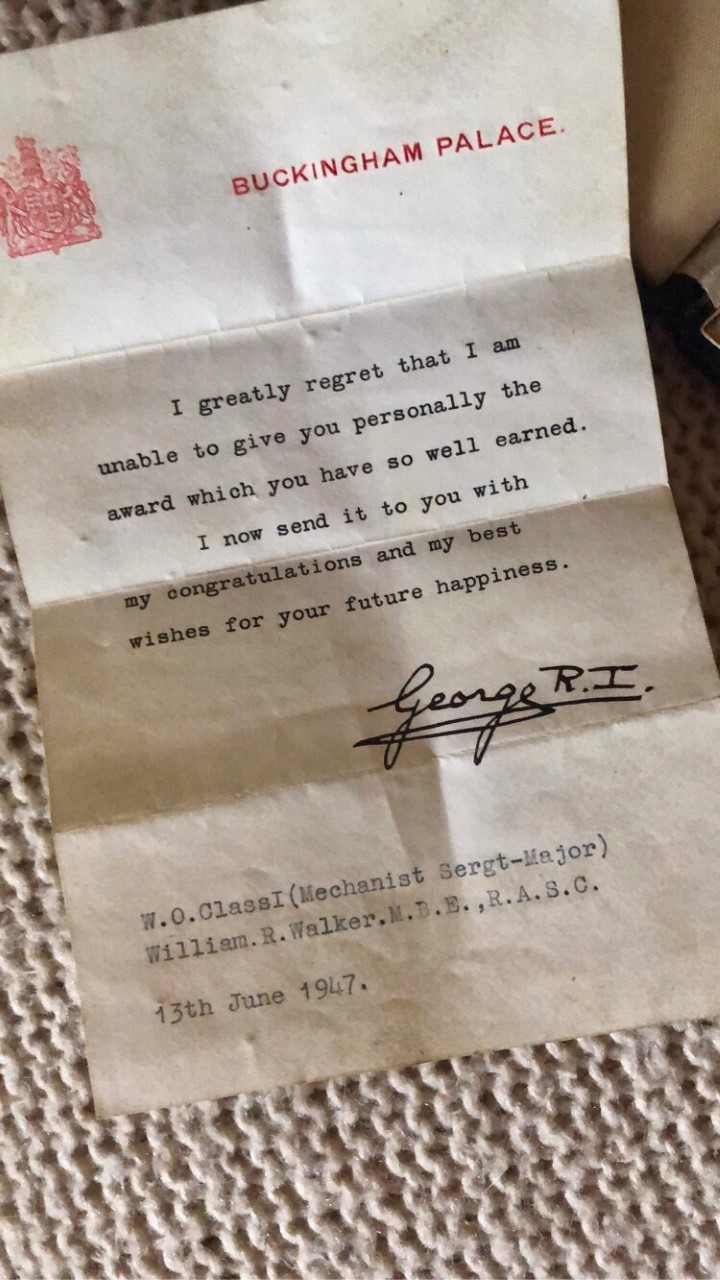 BUCKINGHAM PALACE.
I greatly regret that I am
unable to give you personally the
award which you have so well earned.
I now send it to you with
my congratulations and my best
wishes for your future happiness.
George R.I.
W.O.ClassI(Mechanist Sergt-Major)
William.R.Walker.M.B.E.,R.A.S.C.
13th June 1947.